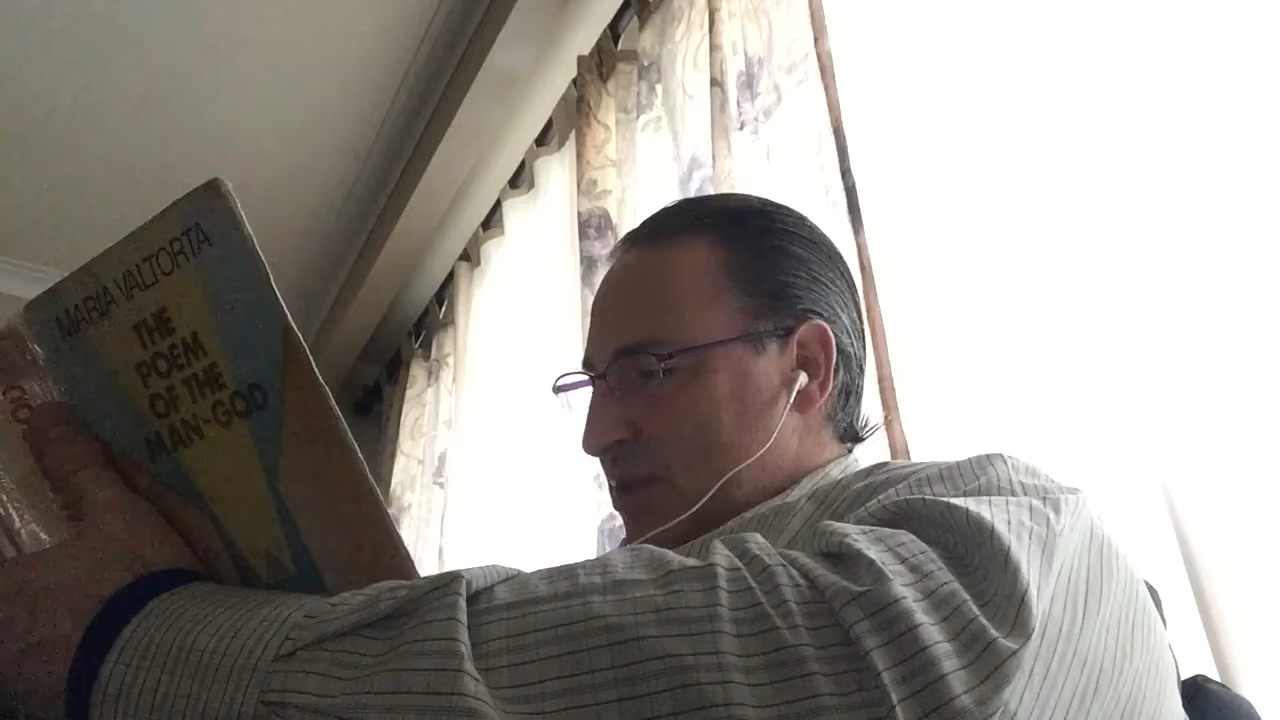 MARIA VALTORTA
THE
POEM
OF THE
MAN-GOD